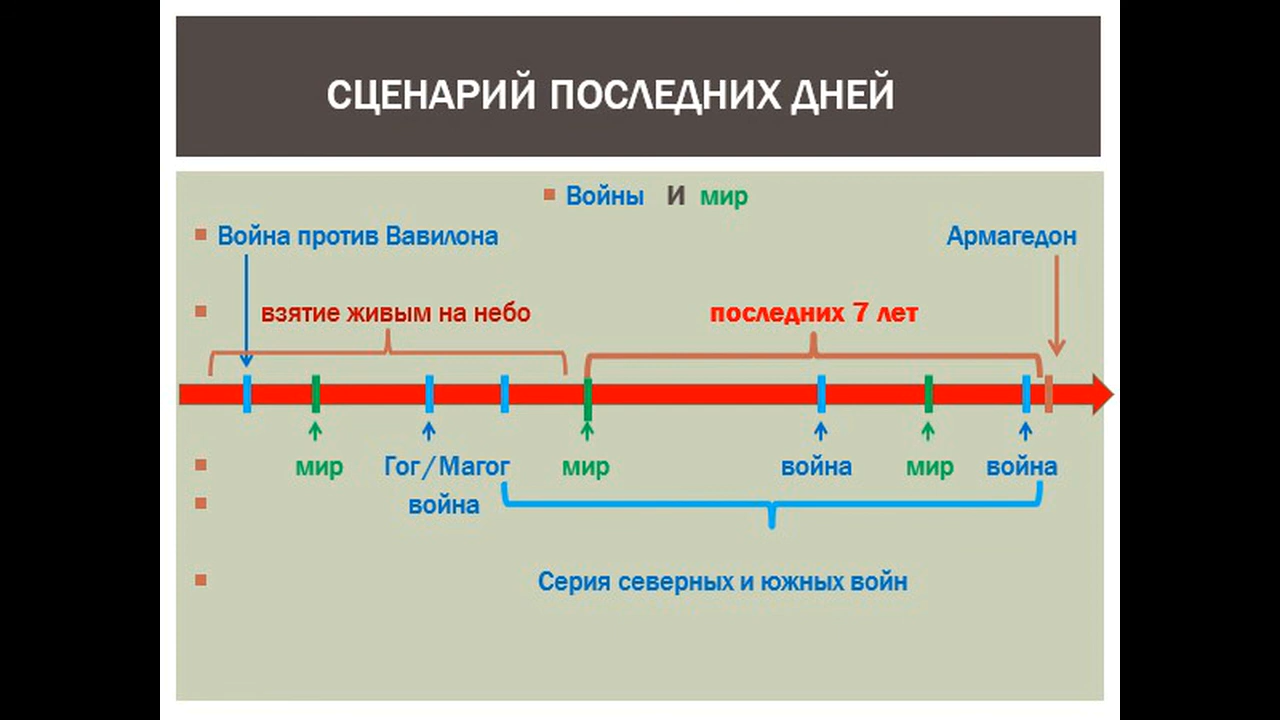 СЦЕНАРИЙ ПОСЛЕДНИХ ДНЕЙ
Войны И мир
Война против Вавилона Армагедон
взятие живым на небо последних 7 лет
мир Гог/Магог мир война мир война
война
Серия северных и южных войн